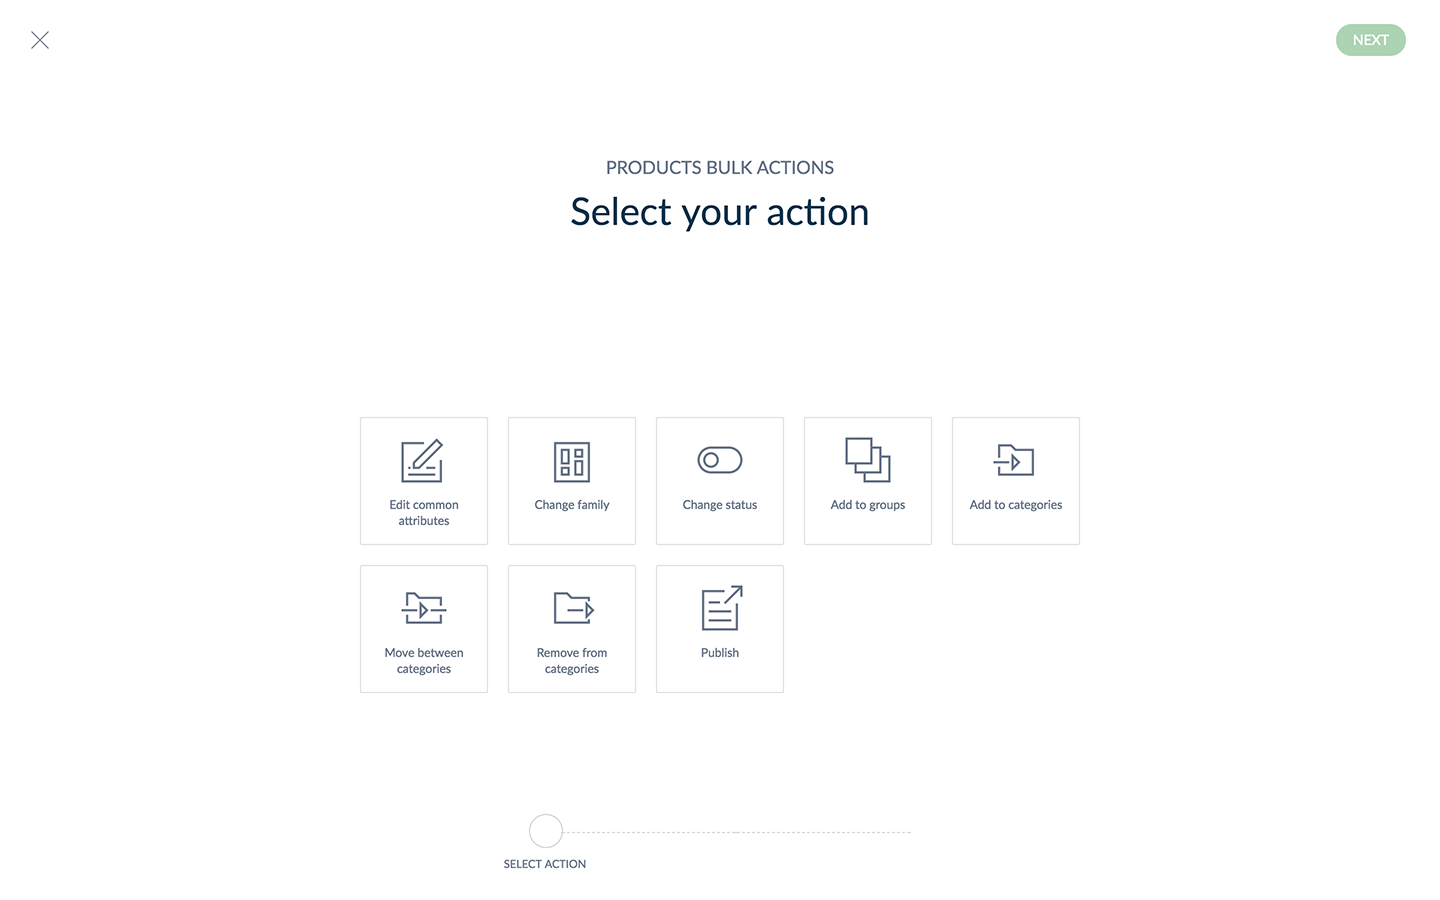 NEXT
PRODUCTS BULK ACTIONS
Select your action
Edit common
attributes
Change family
Change status
Add to groups
Add to categories
Move between
categories
Remove from
categories
Publish
SELECT ACTION